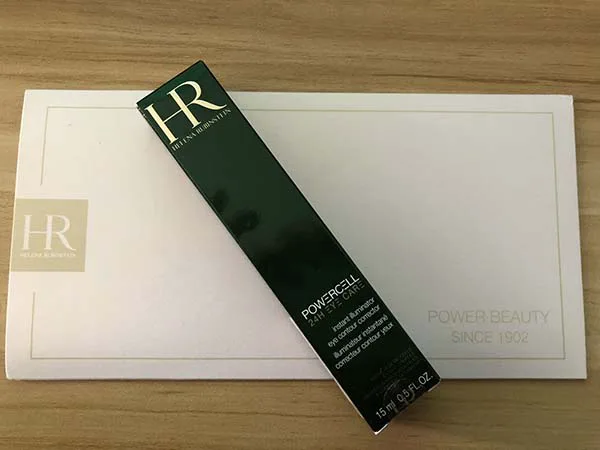 HR
HELENA RUBINSTEIN
HR
HELENA RUBINSTEIN
POWERCELL
24H EYE CARE
instant illuminator
eye contour corrector
illuminateur instantané
correcteur contour yeux
15 ml 0.5 FL.OZ.
POWER BEAUTY
SINCE 1902